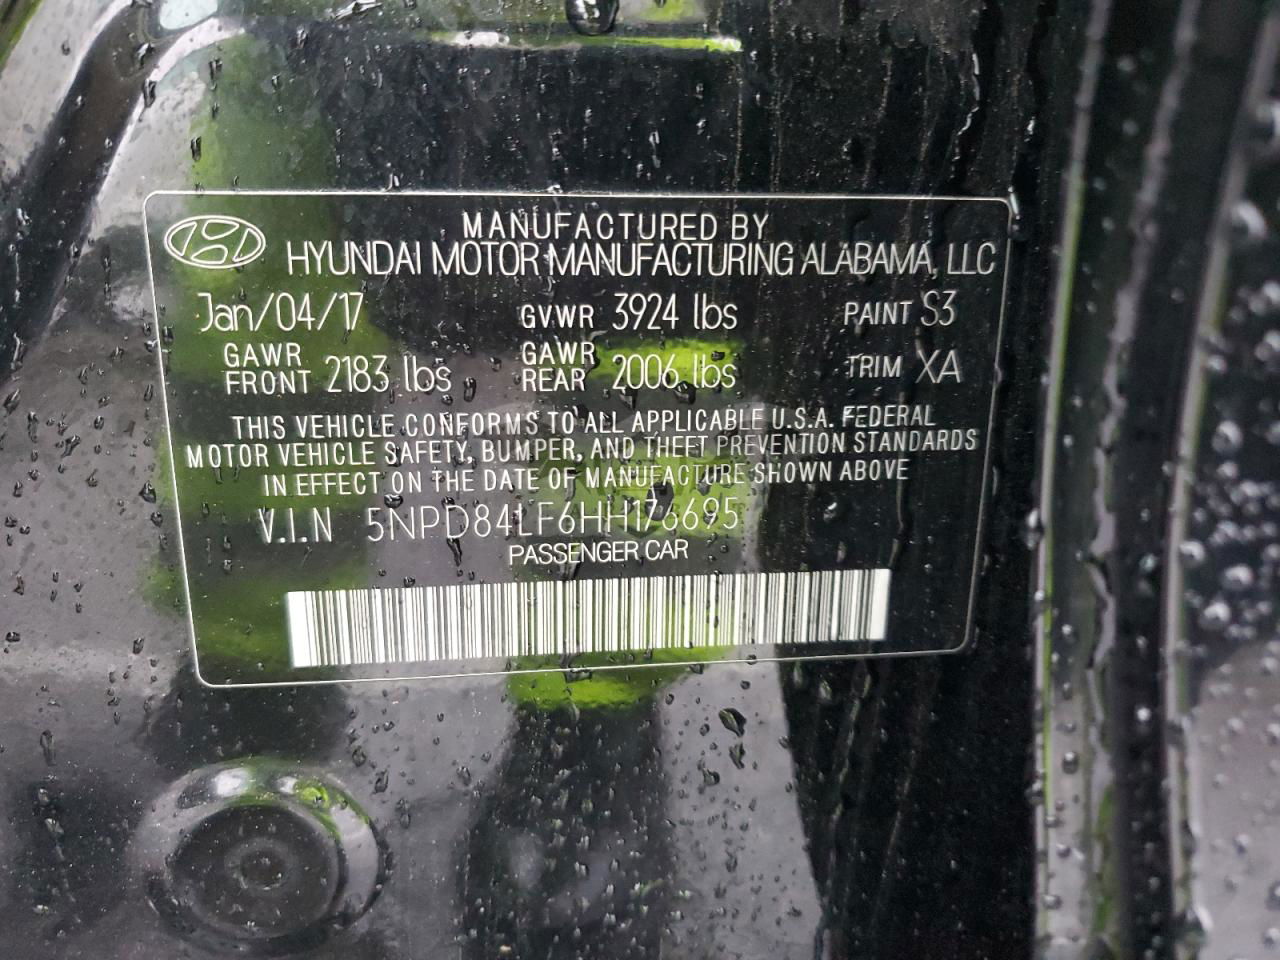 MANUFACTURED BY
HYUNDAI MOTOR MANUFACTURING ALABAMA, LLC
Jan/04/17 GVWR 3924 lbs PAINT S3
GAWR FRONT 2183 lbs GAWR REAR 2006 lbs TRIM XA
THIS VEHICLE CONFORMS TO ALL APPLICABLE U.S.A. FEDERAL
MOTOR VEHICLE SAFETY, BUMPER, AND THEFT PREVENTION STANDARDS
IN EFFECT ON THE DATE OF MANUFACTURE SHOWN ABOVE
V.I.N 5NPD84LF6HH176695
PASSENGER CAR